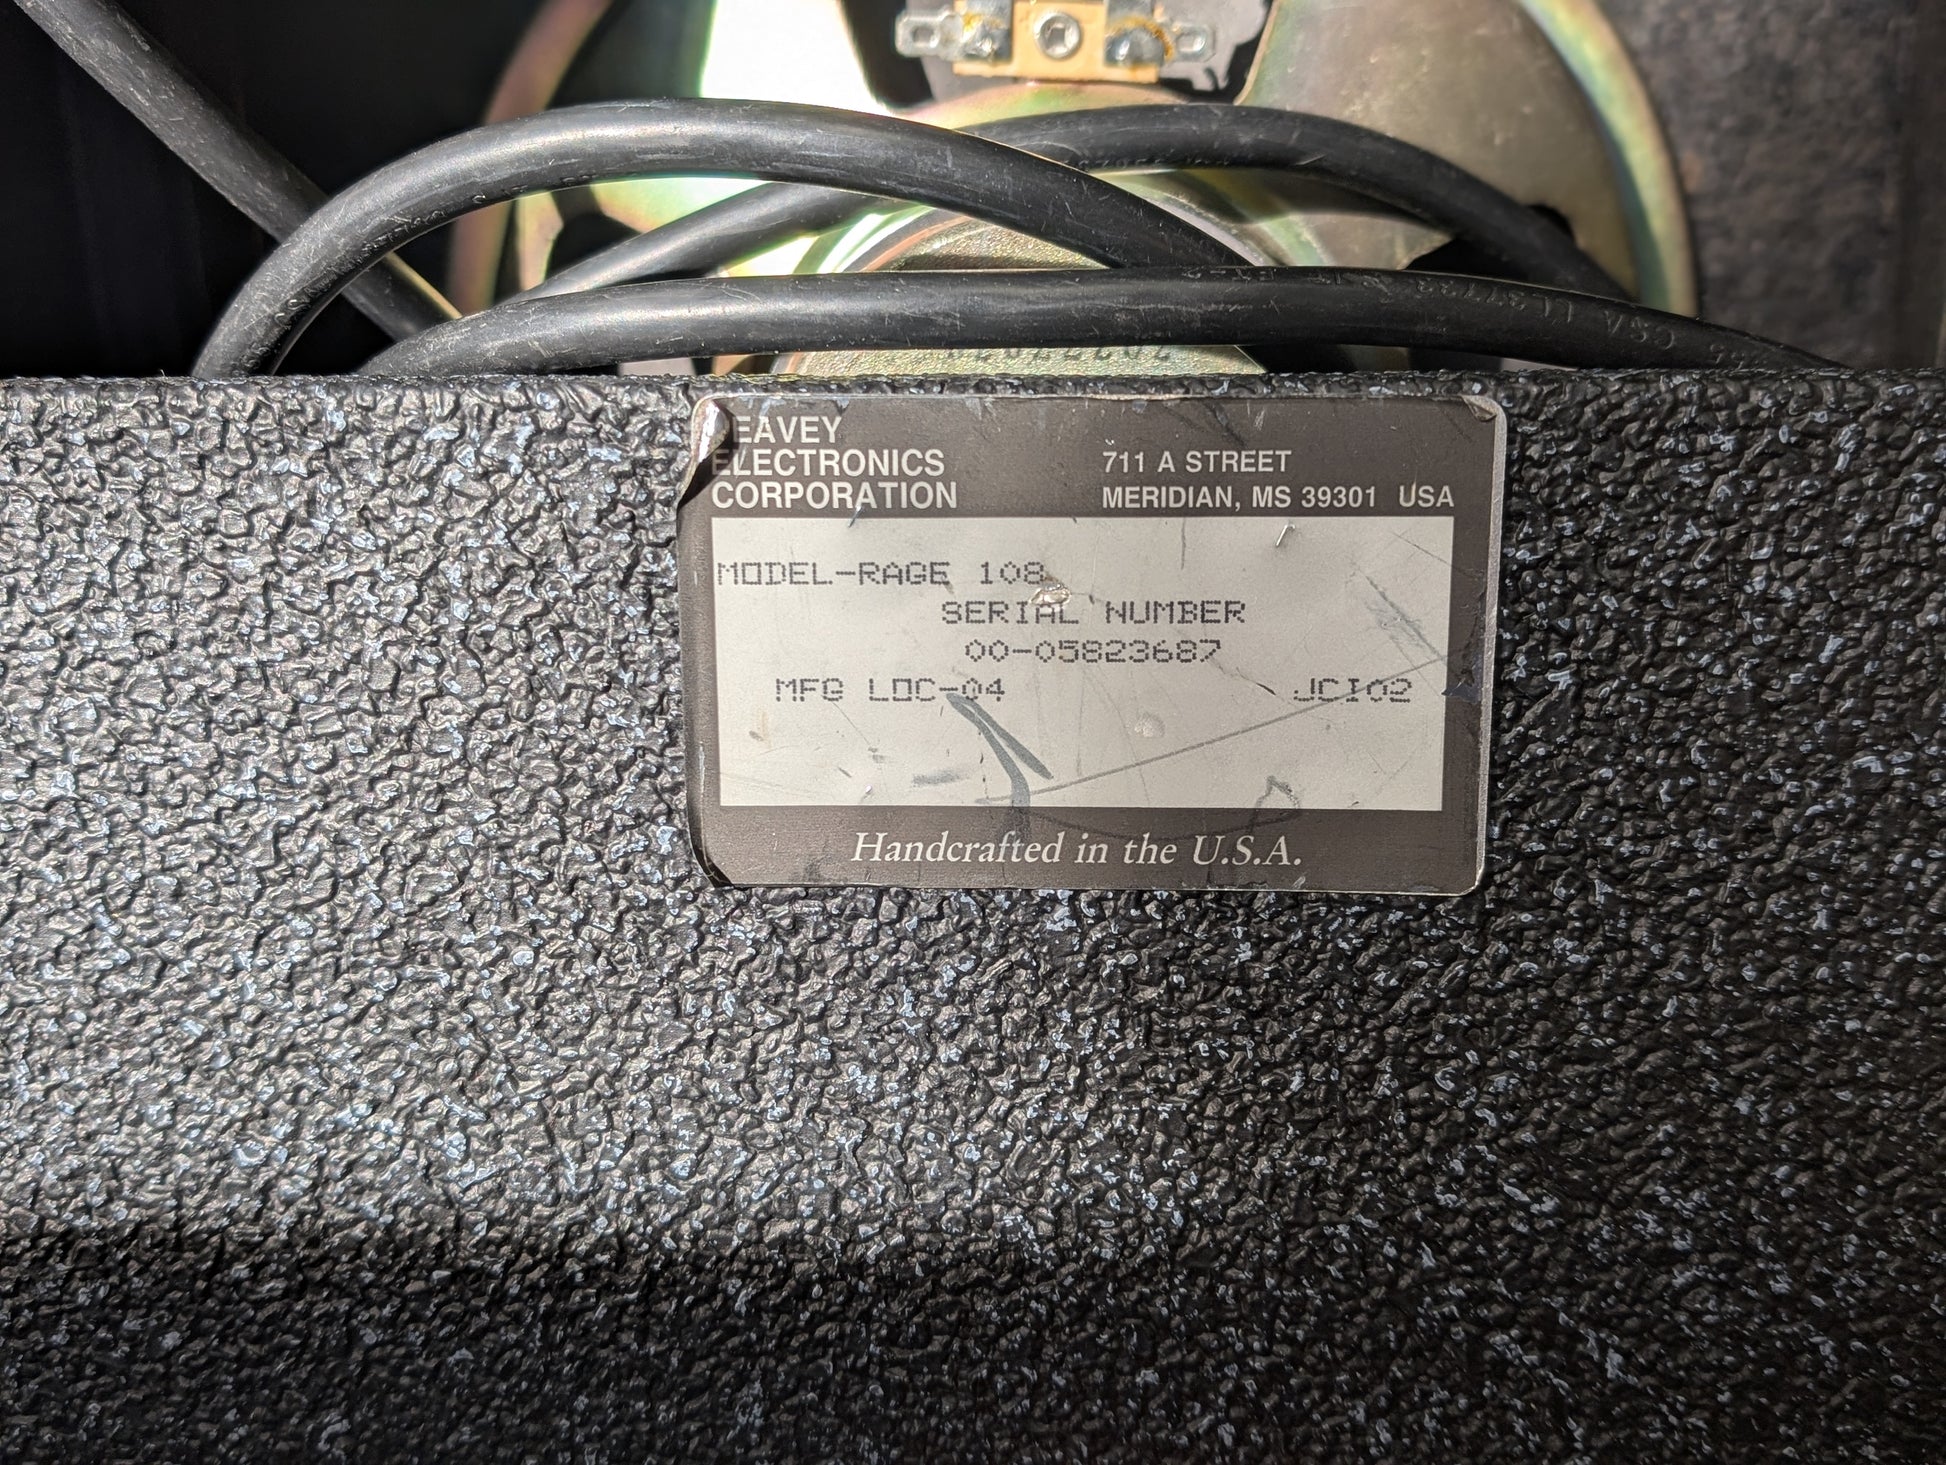 EAVEY
ELECTRONICS
CORPORATION
711 A STREET
MERIDIAN, MS 39301 USA
MODEL-RAGE 108
SERIAL NUMBER
00-05823687
MFG LOC-04 JCI02
Handcrafted in the U.S.A.